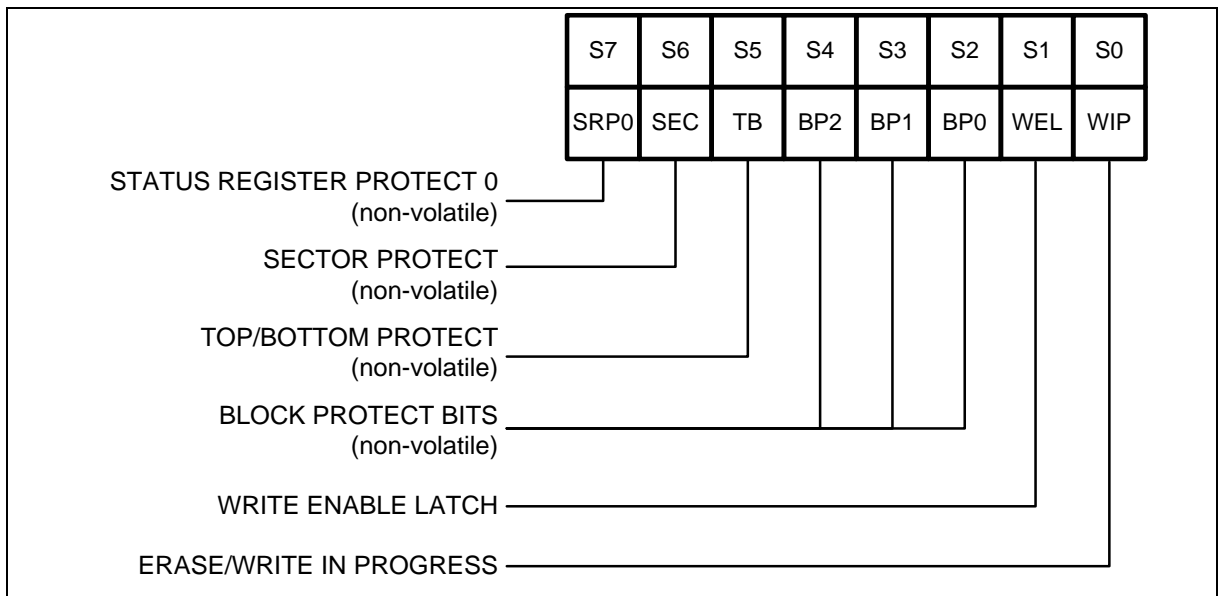 S7 S6 S5 S4 S3 S2 S1 S0
SRP0 SEC TB BP2 BP1 BP0 WEL WIP
STATUS REGISTER PROTECT 0
(non-volatile)
SECTOR PROTECT
(non-volatile)
TOP/BOTTOM PROTECT
(non-volatile)
BLOCK PROTECT BITS
(non-volatile)
WRITE ENABLE LATCH
ERASE/WRITE IN PROGRESS